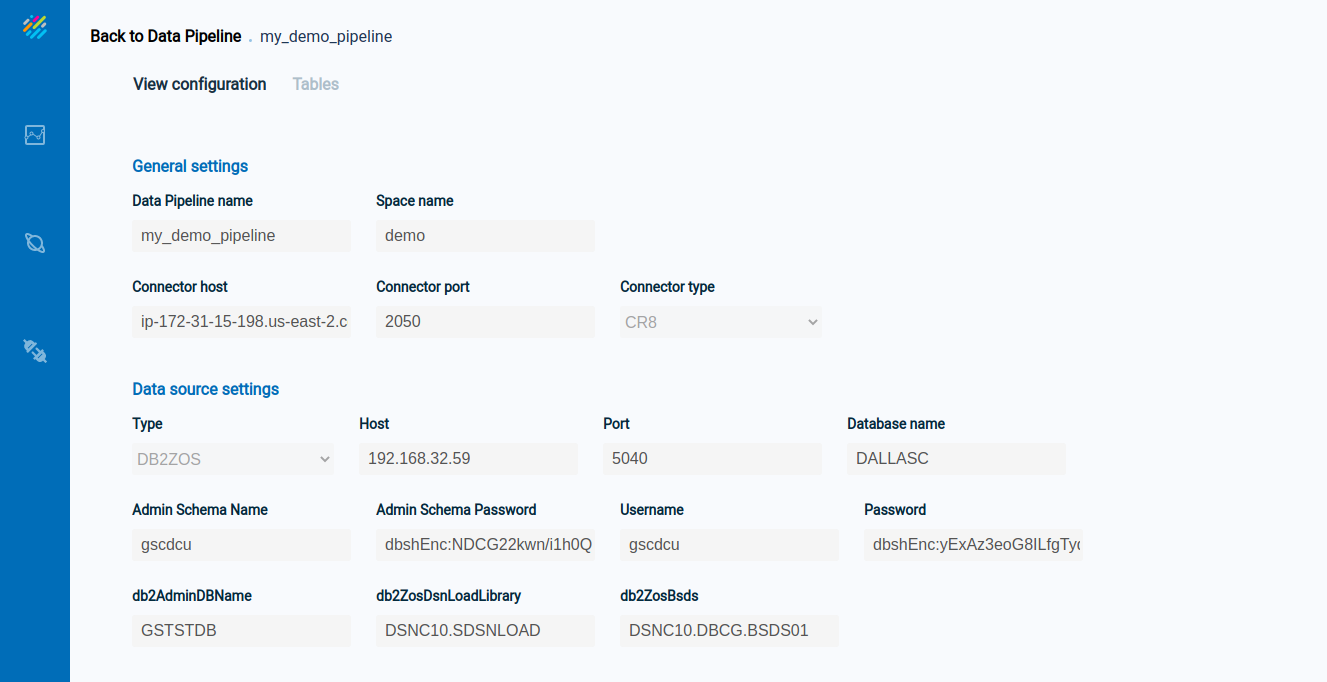 Back to Data Pipeline . my_demo_pipeline
View configuration Tables
General settings
Data Pipeline name Space name
my_demo_pipeline demo
Connector host Connector port Connector type
ip-172-31-15-198.us-east-2.c 2050 CR8
Data source settings
Type Host Port Database name
DB2ZOS 192.168.32.59 5040 DALLASC
Admin Schema Name Admin Schema Password Username Password
gscdcu dbshEnc:NDCG22kwn/i1h0Q gscdcu dbshEnc:yExAz3eoG8ILfgTyc
db2AdminDBName db2ZosDsnLoadLibrary db2ZosBsds
GSTSTDB DSNC10.SDSNLOAD DSNC10.DBCG.BSDS01